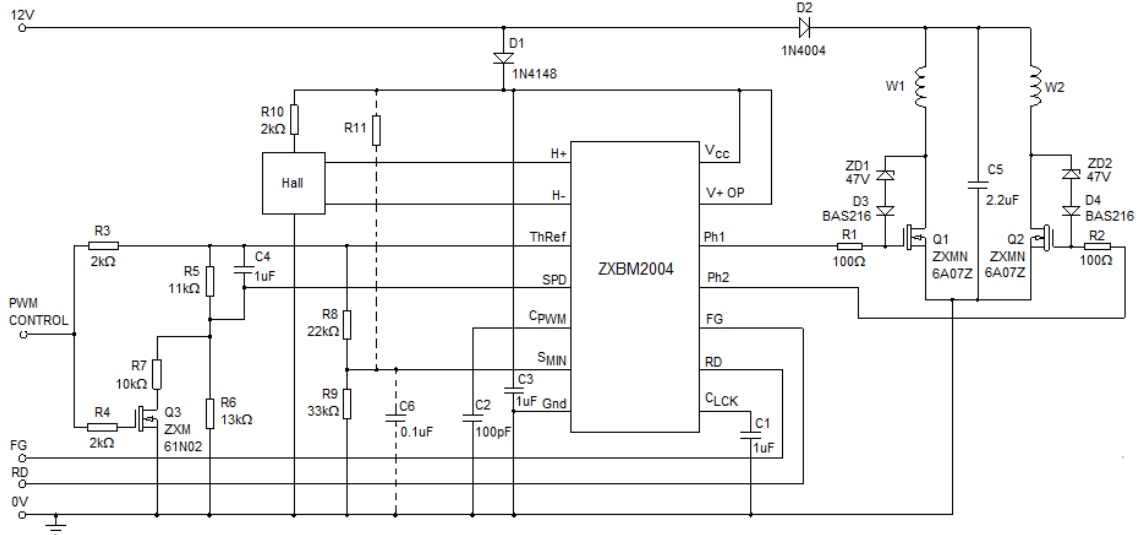 12V
D1
1N4148
D2
1N4004
R10
2kΩ
R11
Hall
W1
W2
ZD1
47V
D3
BAS216
C5
2.2uF
ZD2
47V
D4
BAS216
R1
100Ω
Q1
ZXMN
6A07Z
Q2
ZXMN
6A07Z
R2
100Ω
ZXBM2004
H+
H-
ThRef
SPD
CPWM
SMIN
Gnd
VCC
V+ OP
Ph1
Ph2
FG
RD
CLCK
R3
2kΩ
R5
11kΩ
C4
1uF
PWM
CONTROL
R7
10kΩ
R4
2kΩ
Q3
ZXM
61N02
R6
13kΩ
R8
22kΩ
R9
33kΩ
C6
0.1uF
C2
100pF
C3
1uF
C1
1uF
FG
RD
0V